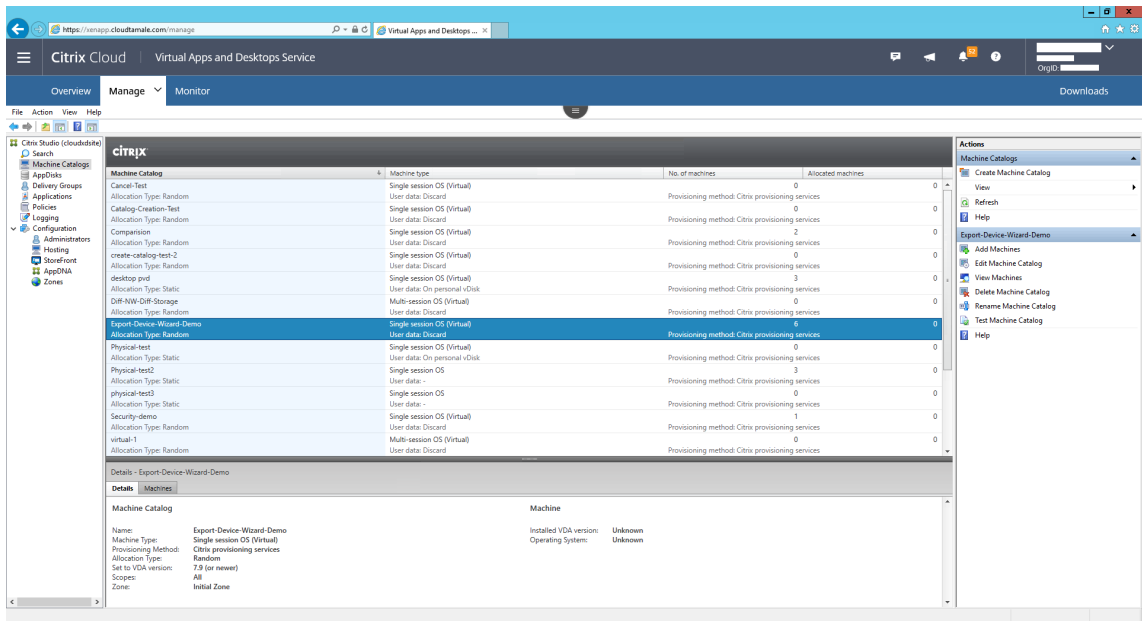 https://xenapp.cloudtamale.com/manage
Virtual Apps and Desktops ...
Citrix Cloud
Virtual Apps and Desktops Service
OrgID:
Overview
Manage
Monitor
Downloads
File Action View Help
Citrix Studio (cloudxdsite)
Search
Machine Catalogs
AppDisks
Delivery Groups
Applications
Policies
Logging
Configuration
Administrators
Hosting
StoreFront
AppDNA
Zones
CITRIX
Machine Catalog Machine type No. of machines Allocated machines
Cancel-Test Single session OS (Virtual) 0 0
Allocation Type: Random User data: Discard Provisioning method: Citrix provisioning services
Catalog-Creation-Test Single session OS (Virtual) 0 0
Allocation Type: Random User data: Discard Provisioning method: Citrix provisioning services
Comparision Single session OS (Virtual) 2 0
Allocation Type: Random User data: Discard Provisioning method: Citrix provisioning services
create-catalog-test-2 Single session OS (Virtual) 0 0
Allocation Type: Random User data: Discard Provisioning method: Citrix provisioning services
desktop pvd Single session OS (Virtual) 3 0
Allocation Type: Static User data: On personal vDisk Provisioning method: Citrix provisioning services
Diff-NW-Diff-Storage Multi-session OS (Virtual) 0 0
Allocation Type: Random User data: Discard Provisioning method: Citrix provisioning services
Export-Device-Wizard-Demo Single session OS (Virtual) 6 0
Allocation Type: Random User data: Discard Provisioning method: Citrix provisioning services
Physical-test Single session OS (Virtual) 0 0
Allocation Type: Static User data: On personal vDisk Provisioning method: Citrix provisioning services
Physical-test2 Single session OS 3 0
Allocation Type: Static User data: - Provisioning method: Citrix provisioning services
physical-test3 Single session OS 0 0
Allocation Type: Static User data: - Provisioning method: Citrix provisioning services
Security-demo Single session OS (Virtual) 1 0
Allocation Type: Random User data: Discard Provisioning method: Citrix provisioning services
virtual-1 Multi-session OS (Virtual) 0 0
Allocation Type: Random User data: Discard Provisioning method: Citrix provisioning services
Details - Export-Device-Wizard-Demo
Details Machines
Machine Catalog
Name: Export-Device-Wizard-Demo
Machine Type: Single session OS (Virtual)
Provisioning Method: Citrix provisioning services
Allocation Type: Random
Set to VDA version: 7.9 (or newer)
Scopes: All
Zone: Initial Zone
Machine
Installed VDA version: Unknown
Operating System: Unknown
Actions
Machine Catalogs
Create Machine Catalog
View
Refresh
Help
Export-Device-Wizard-Demo
Add Machines
Edit Machine Catalog
View Machines
Delete Machine Catalog
Rename Machine Catalog
Test Machine Catalog
Help